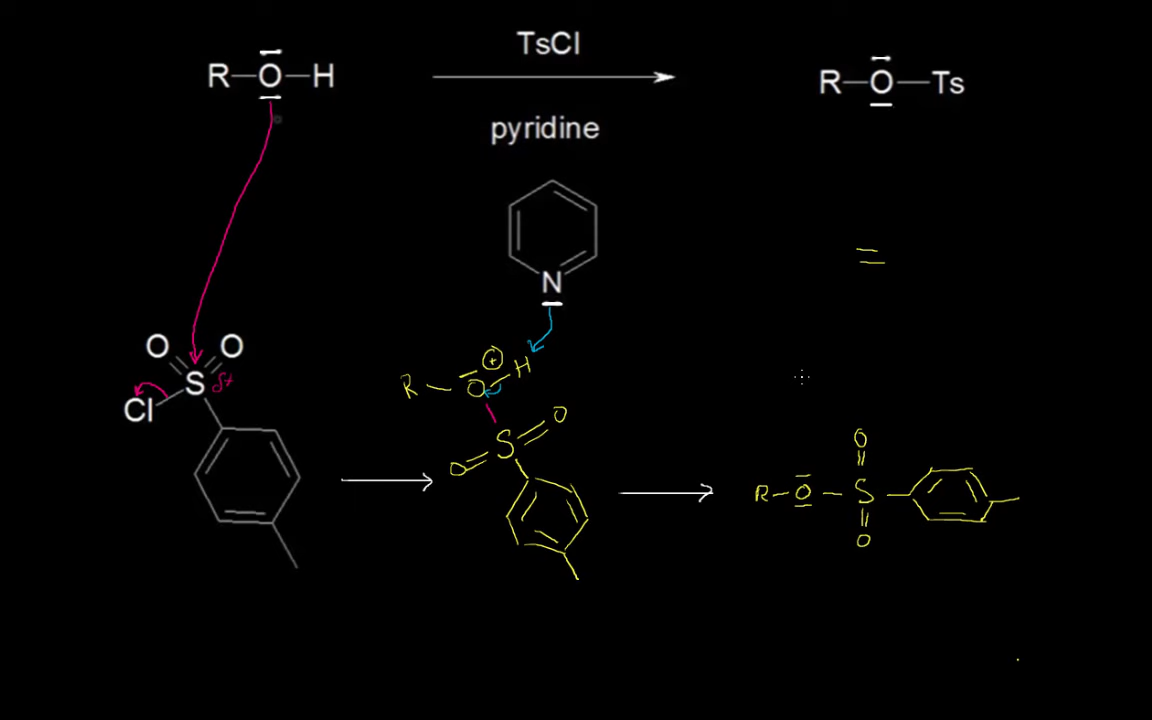 R—O—H
TsCl
pyridine
R—O—Ts
N
=
O O
S δ+
Cl
R — O — H
+
S
O
O
R — O — S
O
O